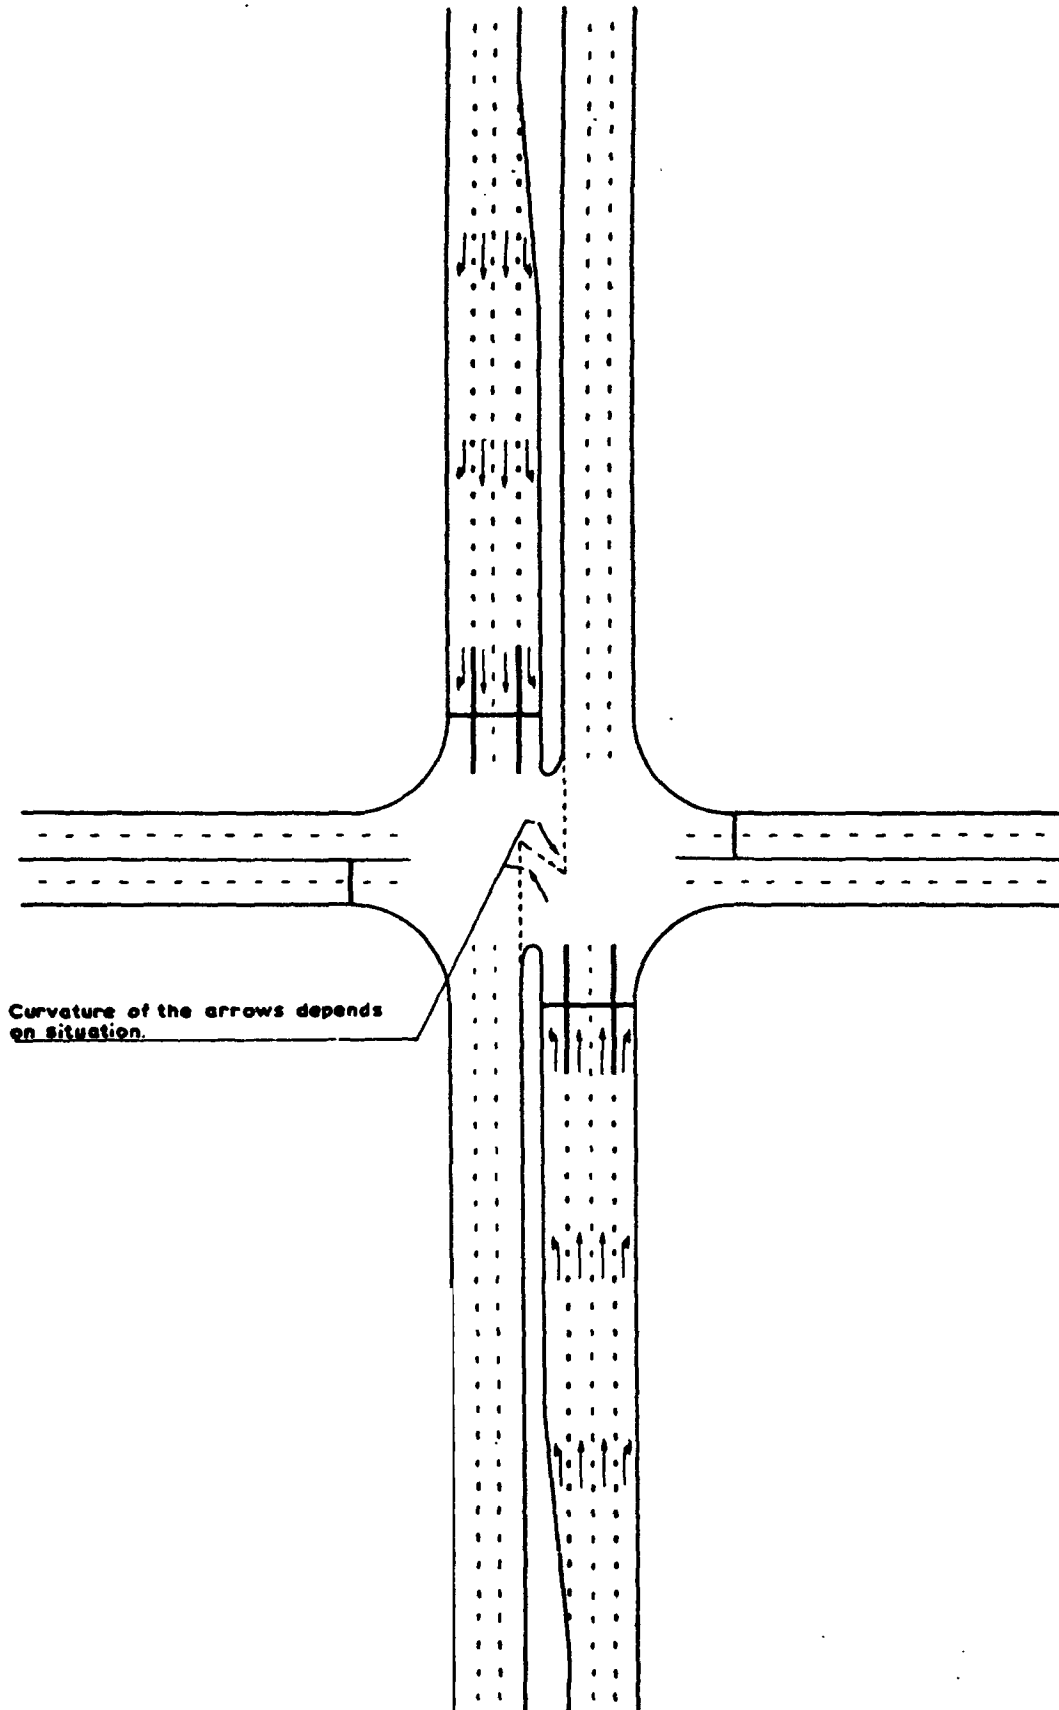 Curvature of the arrows depends
on situation.